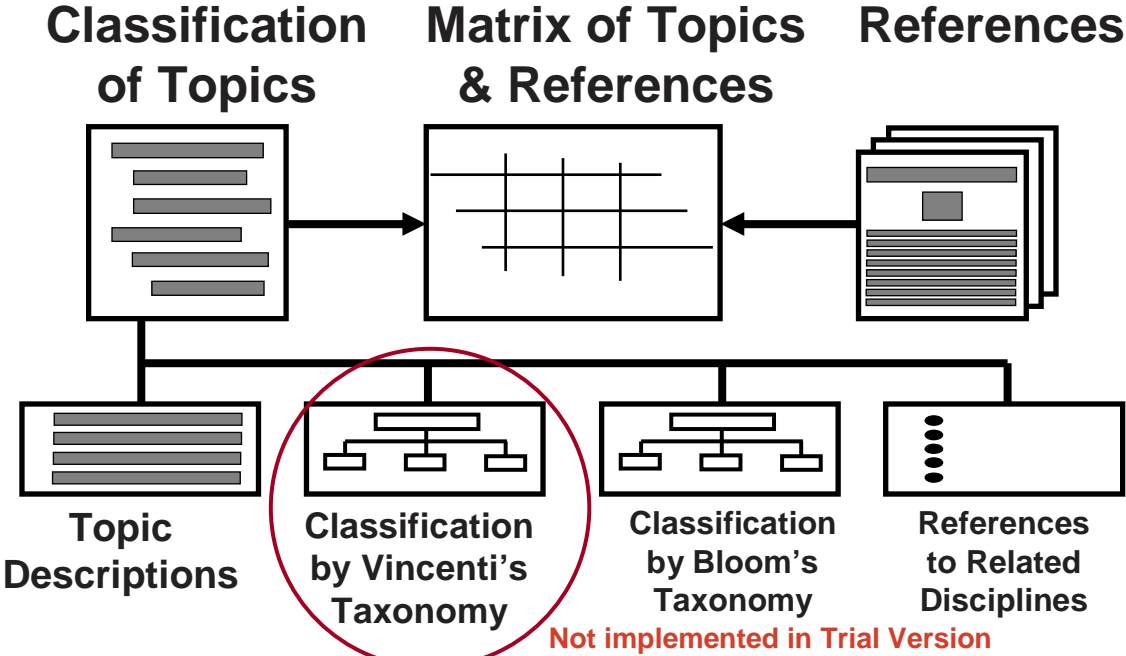 Classification
of Topics
Matrix of Topics
& References
References
Topic
Descriptions
Classification
by Vincenti's
Taxonomy
Classification
by Bloom's
Taxonomy
References
to Related
Disciplines
Not implemented in Trial Version